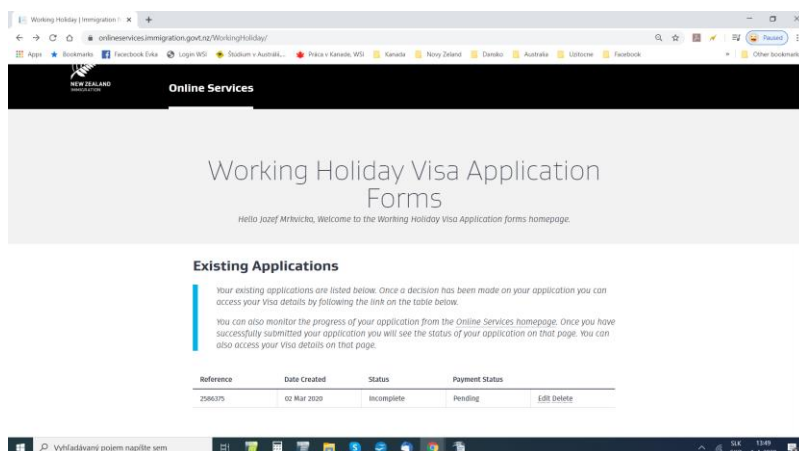 Working Holiday | Immigration N
onlineservices.immigration.govt.nz/WorkingHoliday/
Paused
Apps Bookmarks Facecbook Evka Login WSI Štúdium v Austráli... Práca v Kanade, WSI Kanada Novy Zeland Dansko Australia Užitocne Facebook » Other bookmark
NEW ZEALAND
IMMIGRATION
Online Services
Working Holiday Visa Application
Forms
Hello Jozef Mrkvicka, Welcome to the Working Holiday Visa Application forms homepage.
Existing Applications
Your existing applications are listed below. Once a decision has been made on your application you can
access your Visa details by following the link on the table below.
You can also monitor the progress of your application from the Online Services homepage. Once you have
successfully submitted your application you will see the status of your application on that page. You can
also access your Visa details on that page.
Reference Date Created Status Payment Status
2586375 02 Mar 2020 Incomplete Pending Edit Delete
Vyhľadávaný pojem napíšte sem
SLK 13:49